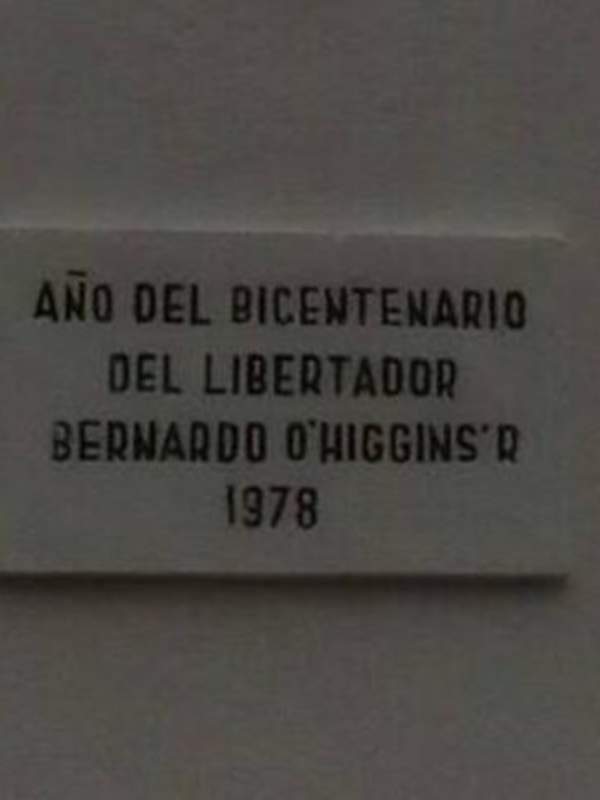 AÑO DEL BICENTENARIO
DEL LIBERTADOR
BERNARDO O'HIGGINS'R
1978